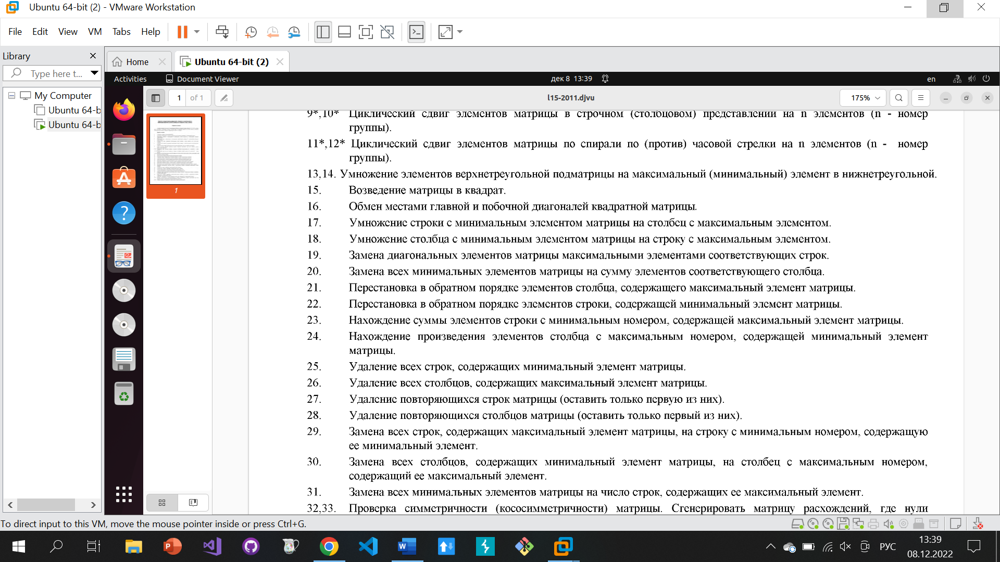 Ubuntu 64-bit (2) - VMware Workstation
File Edit View VM Tabs Help
Library
Home
Ubuntu 64-bit (2)
Type here t...
Activities
Document Viewer
дек 8 13:39
en
My Computer
Ubuntu 64-b
Ubuntu 64-b
1 of 1
l15-2011.djvu
175%
1
9*,10* Циклический сдвиг элементов матрицы в строчном (столбцовом) представлении на n элементов (n - номер
группы).
11*,12* Циклический сдвиг элементов матрицы по спирали по (против) часовой стрелки на n элементов (n - номер
группы).
13,14. Умножение элементов верхнетреугольной подматрицы на максимальный (минимальный) элемент в нижнетреугольной.
15. Возведение матрицы в квадрат.
16. Обмен местами главной и побочной диагоналей квадратной матрицы.
17. Умножение строки с минимальным элементом матрицы на столбец с максимальным элементом.
18. Умножение столбца с минимальным элементом матрицы на строку с максимальным элементом.
19. Замена диагональных элементов матрицы максимальными элементами соответствующих строк.
20. Замена всех минимальных элементов матрицы на сумму элементов соответствующего столбца.
21. Перестановка в обратном порядке элементов столбца, содержащего максимальный элемент матрицы.
22. Перестановка в обратном порядке элементов строки, содержащей минимальный элемент матрицы.
23. Нахождение суммы элементов строки с минимальным номером, содержащей максимальный элемент матрицы.
24. Нахождение произведения элементов столбца с максимальным номером, содержащей минимальный элемент
матрицы.
25. Удаление всех строк, содержащих минимальный элемент матрицы.
26. Удаление всех столбцов, содержащих максимальный элемент матрицы.
27. Удаление повторяющихся строк матрицы (оставить только первую из них).
28. Удаление повторяющихся столбцов матрицы (оставить только первый из них).
29. Замена всех строк, содержащих максимальный элемент матрицы, на строку с минимальным номером, содержащую
ее минимальный элемент.
30. Замена всех столбцов, содержащих минимальный элемент матрицы, на столбец с максимальным номером,
содержащий ее максимальный элемент.
31. Замена всех минимальных элементов матрицы на число строк, содержащих ее максимальный элемент.
32,33. Проверка симметричности (кососимметричности) матрицы. Сгенерировать матрицу расхождений, где нули
To direct input to this VM, move the mouse pointer inside or press Ctrl+G.
РУС
13:39
08.12.2022